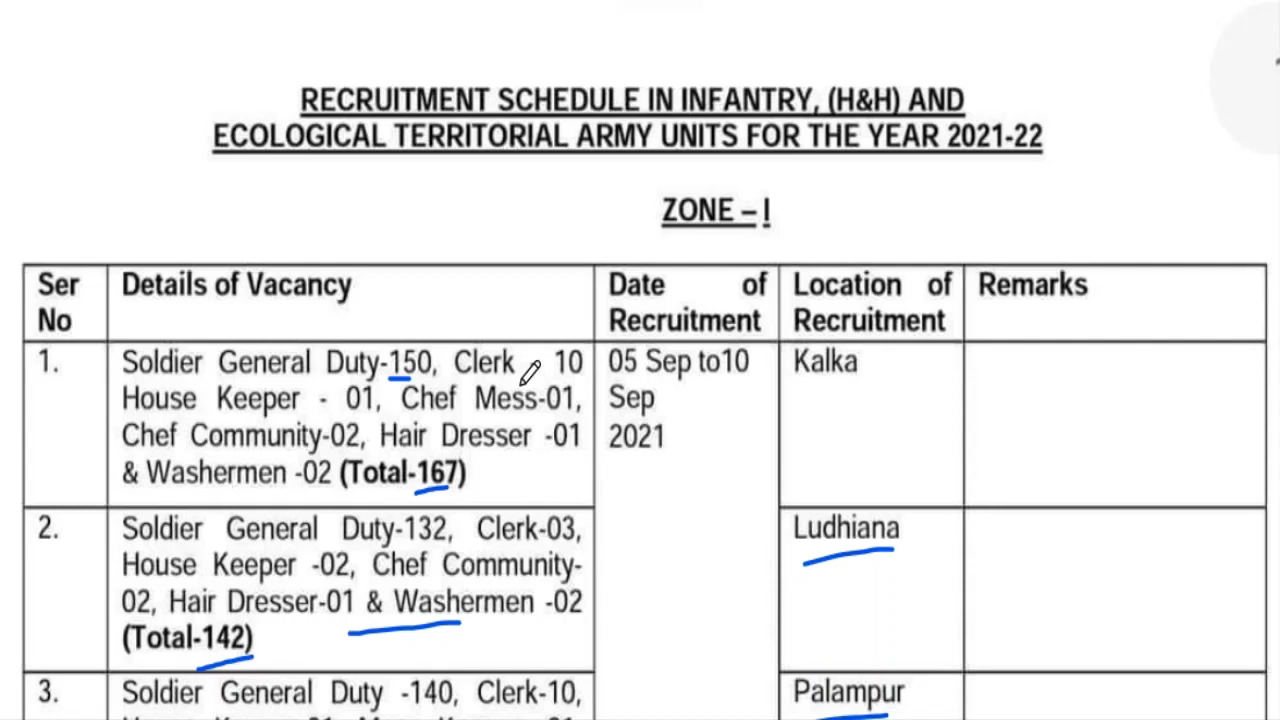 RECRUITMENT SCHEDULE IN INFANTRY, (H&H) AND
ECOLOGICAL TERRITORIAL ARMY UNITS FOR THE YEAR 2021-22
ZONE – I
Ser No
Details of Vacancy
Date of Recruitment
Location of Recruitment
Remarks
1.
Soldier General Duty-150, Clerk 10
House Keeper - 01, Chef Mess-01,
Chef Community-02, Hair Dresser -01
& Washermen -02 (Total-167)
05 Sep to10
Sep
2021
Kalka
2.
Soldier General Duty-132, Clerk-03,
House Keeper -02, Chef Community-
02, Hair Dresser-01 & Washermen -02
(Total-142)
Ludhiana
3.
Soldier General Duty -140, Clerk-10,
Palampur